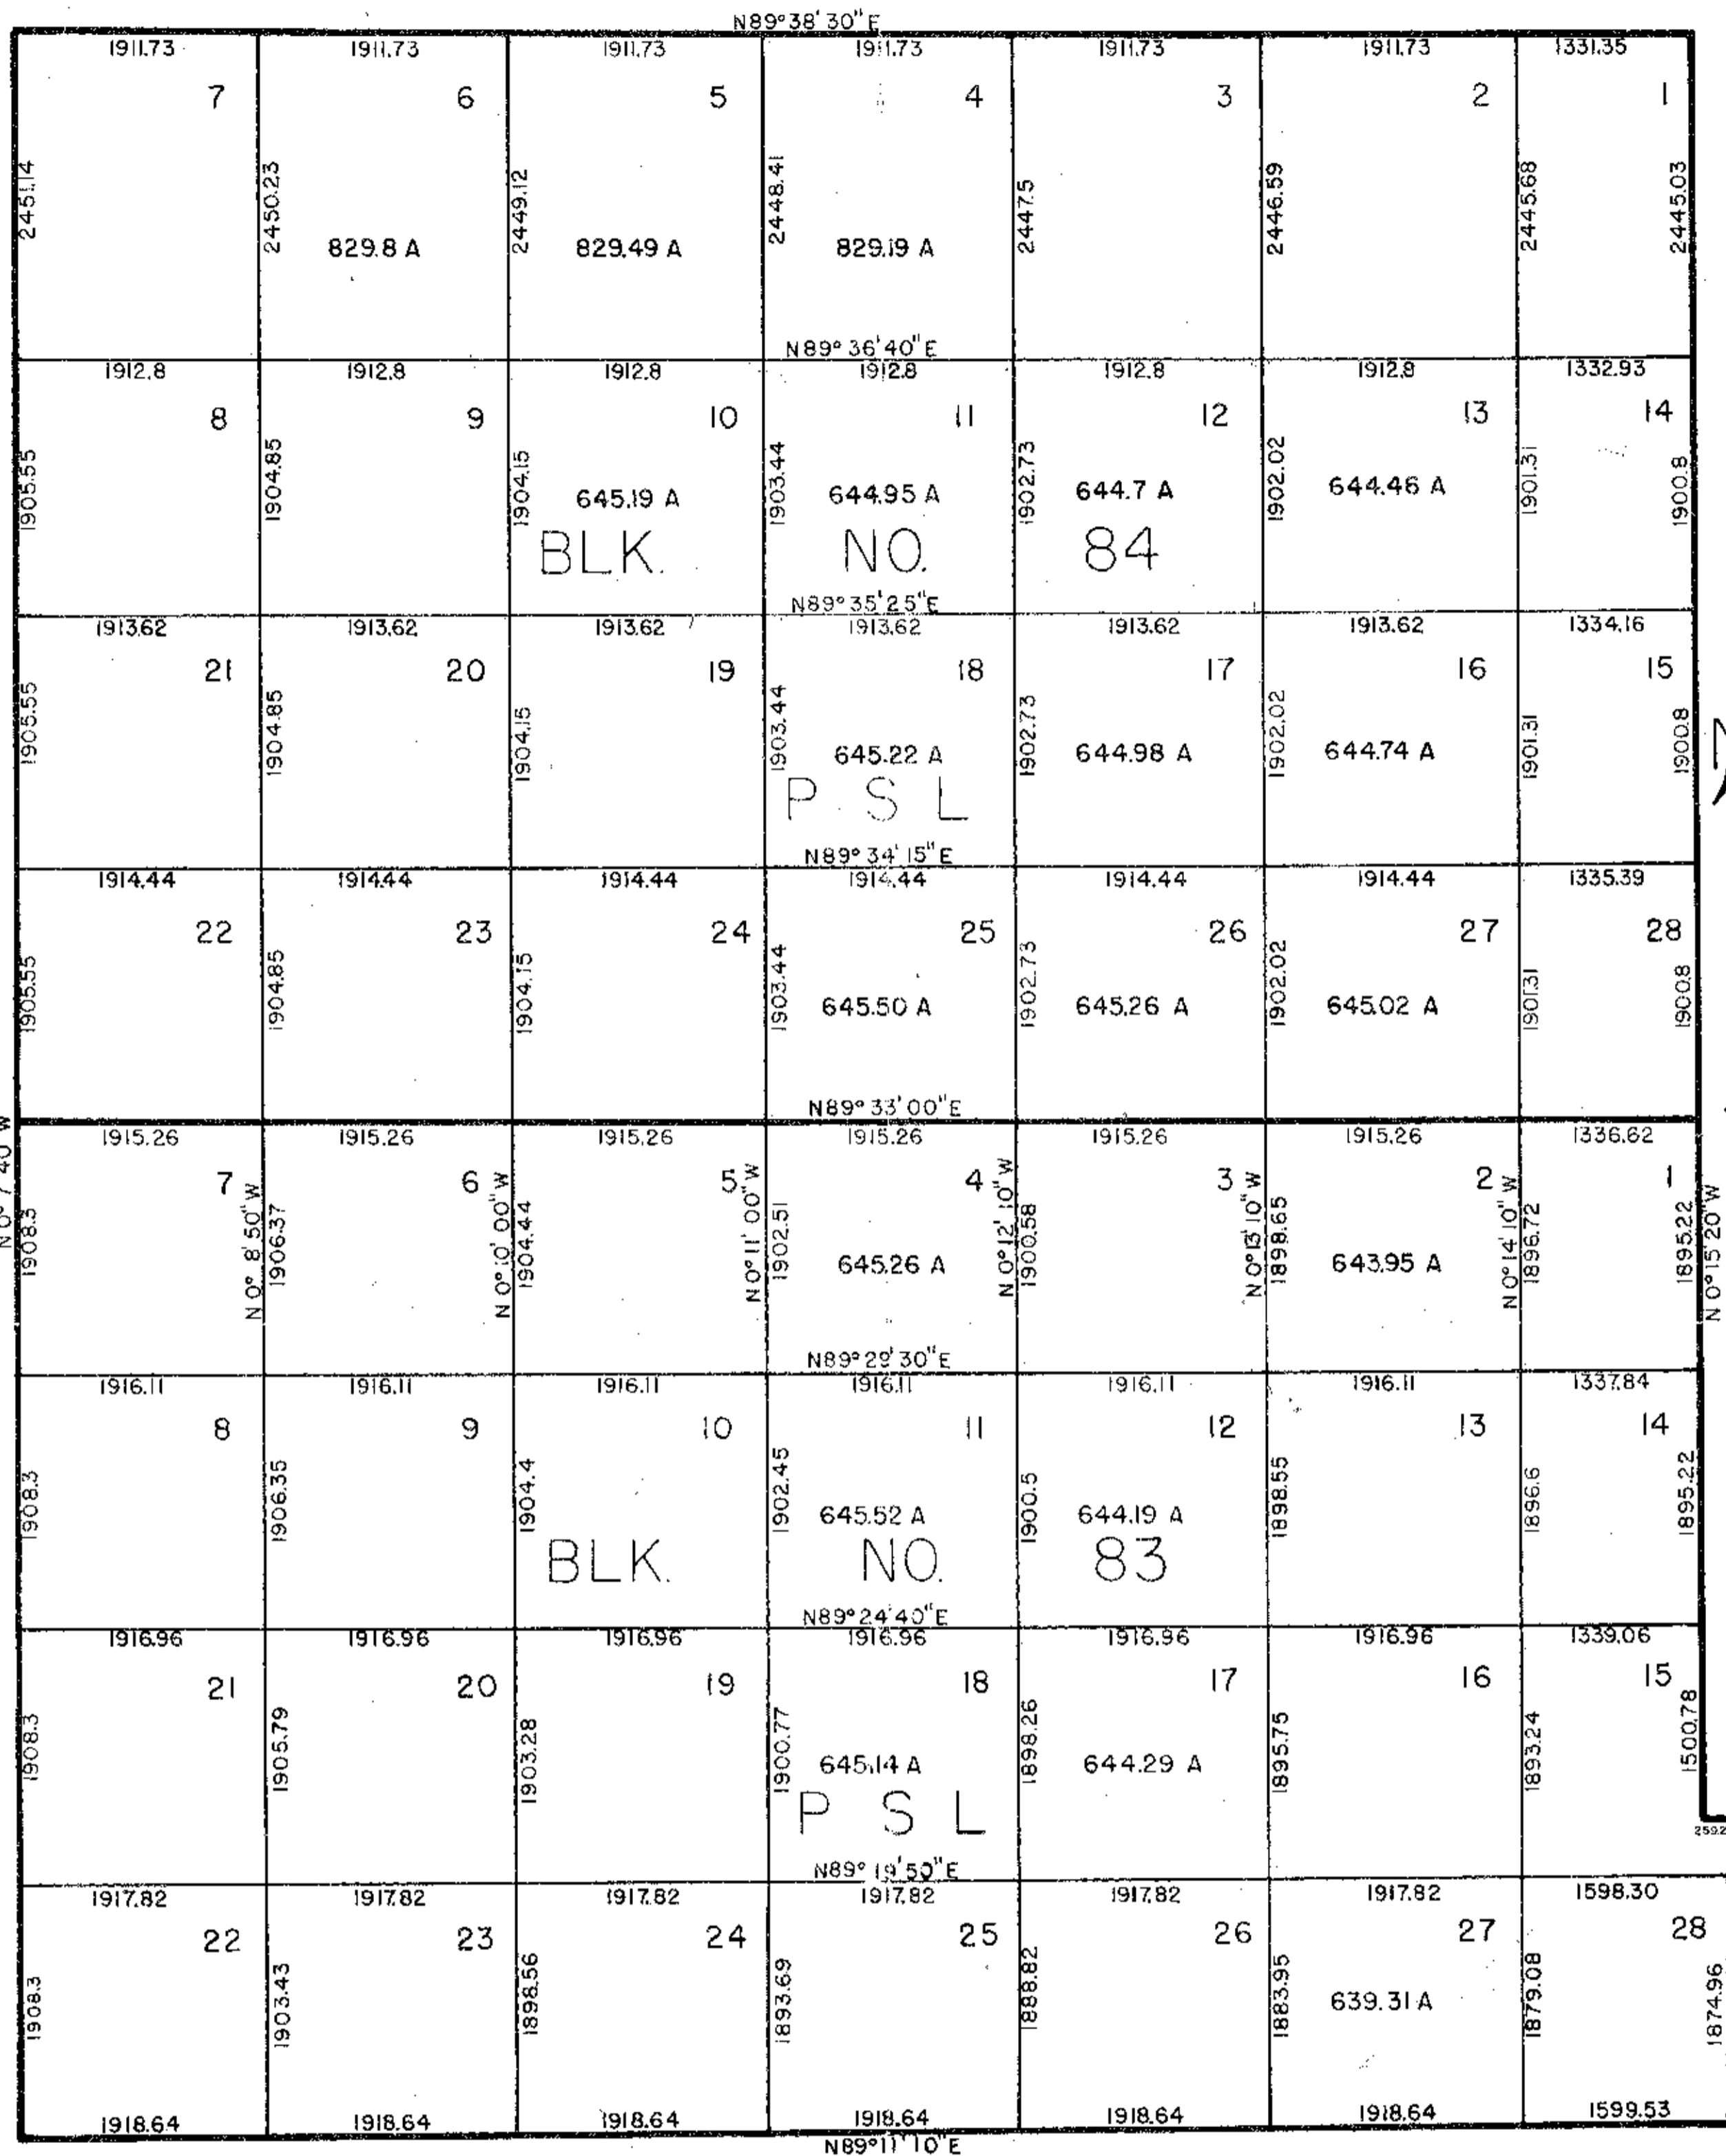 N89°38'30"E
1911.73 1911.73 1911.73 1911.73 1911.73 1911.73 1331.35
7 6 5 4 3 2 1
2451.14 2450.23 2449.12 2448.41 2447.5 2446.59 2445.68 2445.03
829.8 A 829.49 A 829.19 A
N89°36'40"E
1912.8 1912.8 1912.8 1912.8 1912.8 1912.8 1332.93
8 9 10 11 12 13 14
1905.55 1904.85 1904.15 1903.44 1902.73 1902.02 1901.31 1900.8
645.19 A 644.95 A 644.7 A 644.46 A
BLK. NO. 84
N89°35'25"E
1913.62 1913.62 1913.62 1913.62 1913.62 1913.62 1334.16
21 20 19 18 17 16 15
1905.55 1904.85 1904.15 1903.44 1902.73 1902.02 1901.31 1900.8
645.22 A 644.98 A 644.74 A
P S L
N89°34'15"E
1914.44 1914.44 1914.44 1914.44 1914.44 1914.44 1335.39
22 23 24 25 26 27 28
1905.55 1904.85 1904.15 1903.44 1902.73 1902.02 1901.31 1900.8
645.50 A 645.26 A 645.02 A
N89°33'00"E
1915.26 1915.26 1915.26 1915.26 1915.26 1915.26 1336.62
7 6 5 4 3 2 1
N0°7'40"W N0°8'50"W N0°10'00"W N0°11'00"W N0°12'10"W N0°13'10"W N0°14'10"W N0°15'20"W
1908.3 1906.37 1904.44 1902.51 1900.58 1898.65 1896.72 1895.22
645.26 A 643.95 A
N89°29'30"E
1916.11 1916.11 1916.11 1916.11 1916.11 1916.11 1337.84
8 9 10 11 12 13 14
1908.3 1906.35 1904.4 1902.45 1900.5 1898.55 1896.6 1895.22
645.52 A 644.19 A
BLK. NO. 83
N89°24'40"E
1916.96 1916.96 1916.96 1916.96 1916.96 1916.96 1339.06
21 20 19 18 17 16 15
1908.3 1905.79 1903.28 1900.77 1898.26 1895.75 1893.24 1500.78
645.14 A 644.29 A
P S L
259.2
N89°19'50"E
1917.82 1917.82 1917.82 1917.82 1917.82 1917.82 1598.30
22 23 24 25 26 27 28
1908.3 1903.43 1898.56 1893.69 1888.82 1883.95 1879.08 1874.96
639.31 A
1918.64 1918.64 1918.64 1918.64 1918.64 1918.64 1599.53
N89°11'10"E